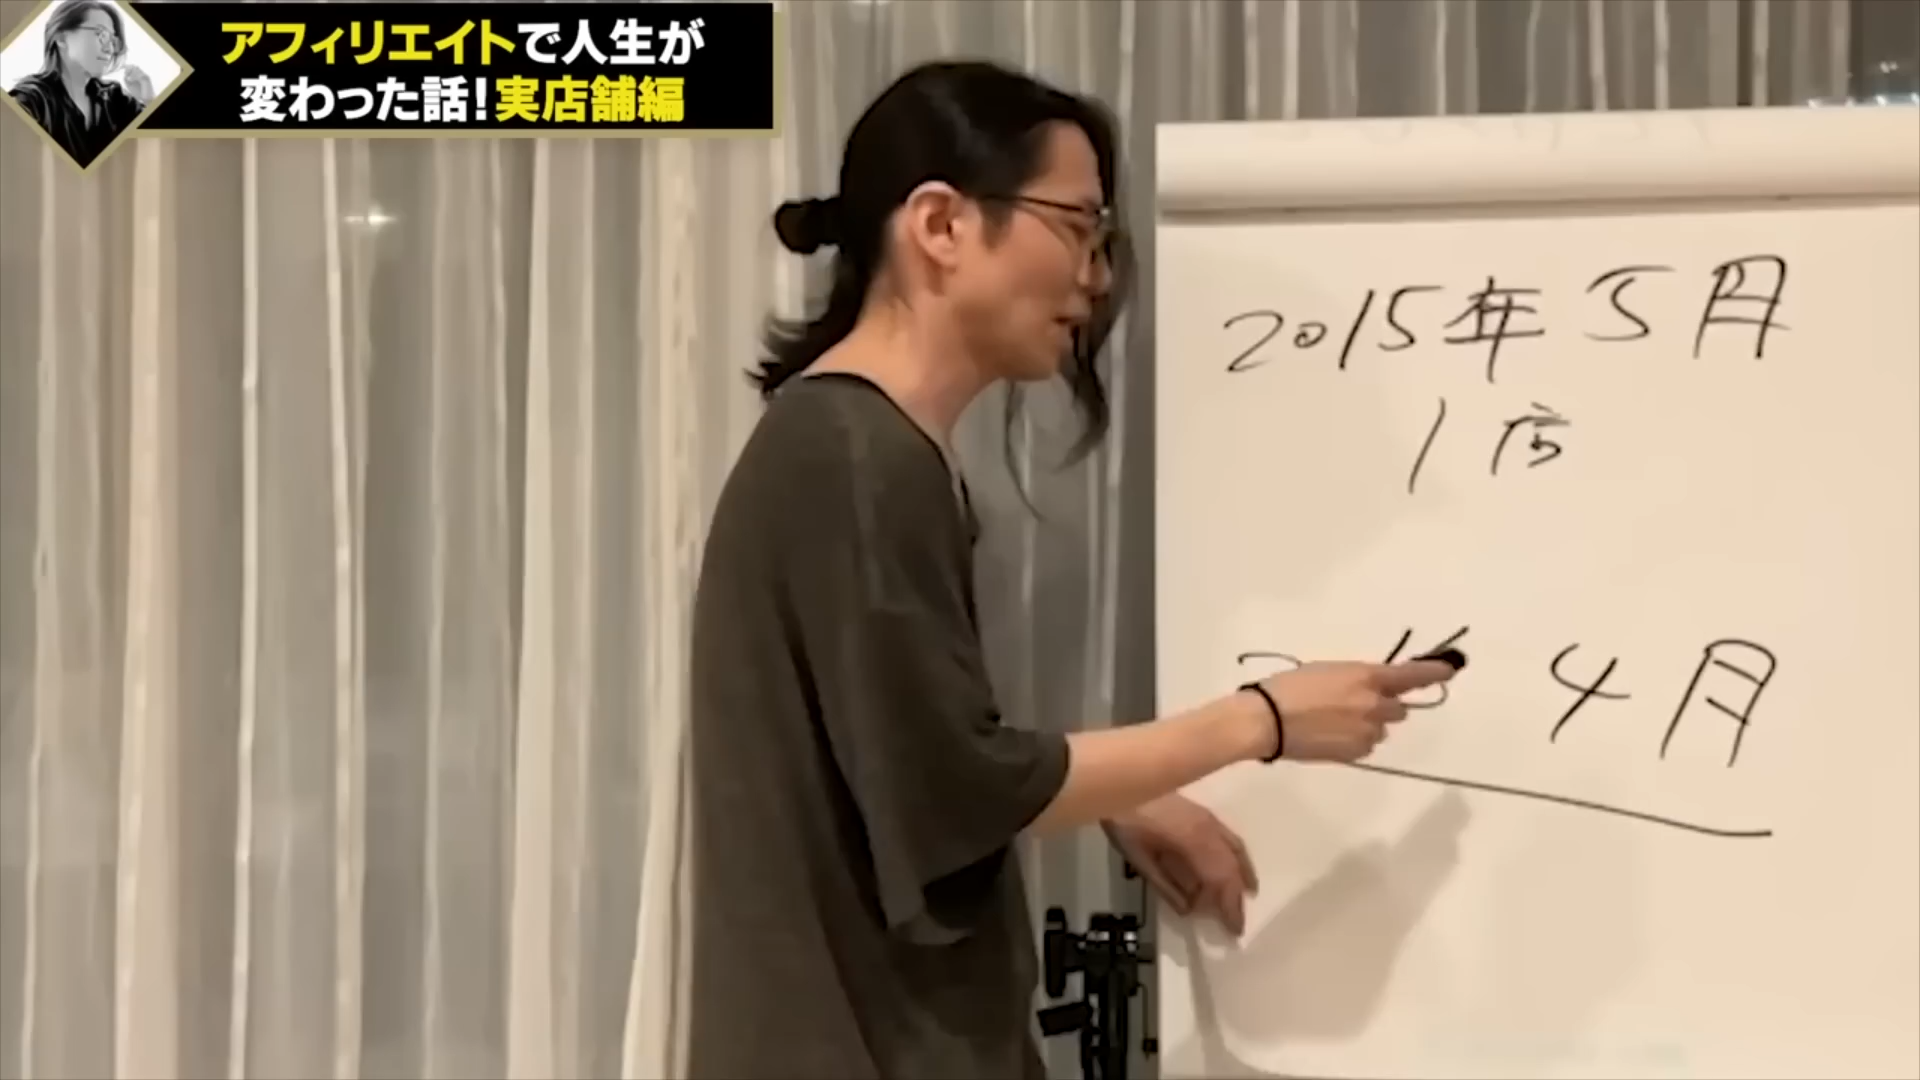 アフィリエイトで人生が
変わった話!実店舗編
2015年5月
1店
4月